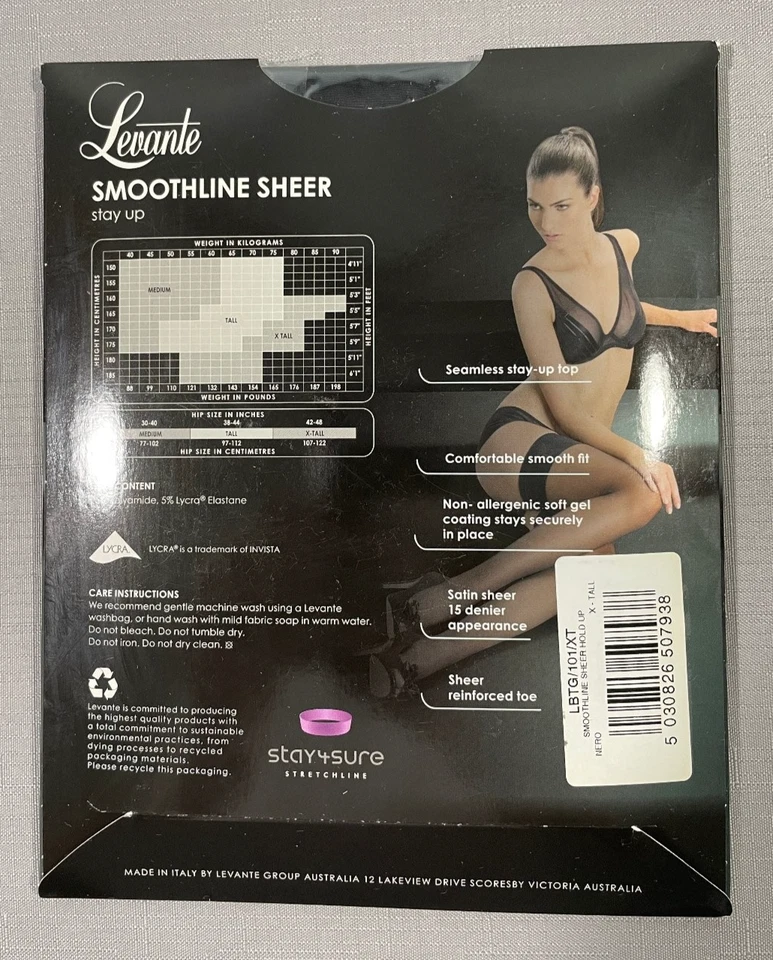 Levante
SMOOTHLINE SHEER
stay up
WEIGHT IN KILOGRAMS
40 45 50 55 60 65 70 75 80 85 90
HEIGHT IN CENTIMETRES
150
155
160
165
170
175
180
185
MEDIUM
TALL
X TALL
4'11"
5'1"
5'3"
5'5"
5'7"
5'9"
5'11"
6'1"
HEIGHT IN FEET
88 99 110 121 132 143 154 165 176 187 198
WEIGHT IN POUNDS
HIP SIZE IN INCHES
30-40 38-44 42-48
MEDIUM TALL X-TALL
77-102 97-112 107-122
HIP SIZE IN CENTIMETRES
CONTENT
yamide, 5% Lycra® Elastane
LYCRA
LYCRA® is a trademark of INVISTA
CARE INSTRUCTIONS
We recommend gentle machine wash using a Levante
washbag, or hand wash with mild fabric soap in warm water.
Do not bleach. Do not tumble dry.
Do not iron. Do not dry clean.
Levante is committed to producing
the highest quality products with
a total commitment to sustainable
environmental practices, from
dying processes to recycled
packaging materials.
Please recycle this packaging.
stay4sure
STRETCHLINE
Seamless stay-up top
Comfortable smooth fit
Non- allergenic soft gel
coating stays securely
in place
Satin sheer
15 denier
appearance
Sheer
reinforced toe
LBTG/101/XT
SMOOTHLINE SHEER HOLD UP
NERO X - TALL
5 030826 507938
MADE IN ITALY BY LEVANTE GROUP AUSTRALIA 12 LAKEVIEW DRIVE SCORESBY VICTORIA AUSTRALIA